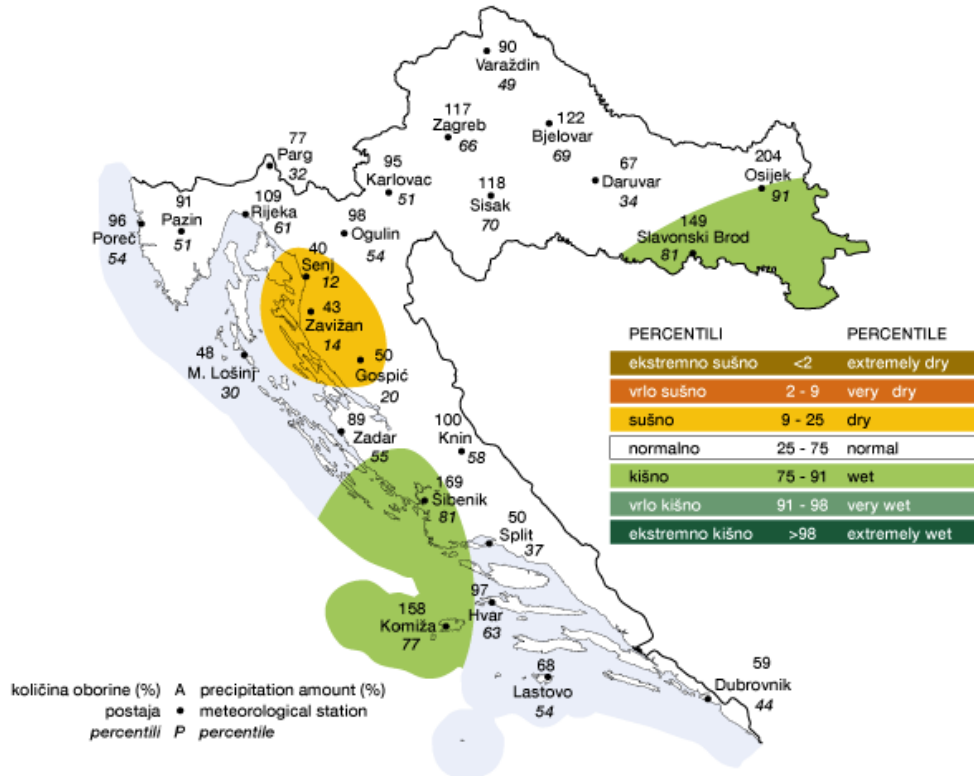 90
Varaždin
49
117
Zagreb
66
122
Bjelovar
69
77
Parg
32
95
Karlovac
51
118
Sisak
70
67
Daruvar
34
204
Osijek
91
109
Rijeka
61
91
Pazin
51
96
Poreč
54
98
Ogulin
54
149
Slavonski Brod
81
40
Senj
12
43
Zavižan
14
50
Gospić
20
48
M. Lošinj
30
89
Zadar
55
100
Knin
58
169
Šibenik
81
50
Split
37
97
Hvar
63
158
Komiža
77
68
Lastovo
54
59
Dubrovnik
44
PERCENTILI PERCENTILE
ekstremno sušno <2 extremely dry
vrlo sušno 2 - 9 very dry
sušno 9 - 25 dry
normalno 25 - 75 normal
kišno 75 - 91 wet
vrlo kišno 91 - 98 very wet
ekstremno kišno >98 extremely wet
količina oborine (%) A precipitation amount (%)
postaja • meteorological station
percentili P percentile